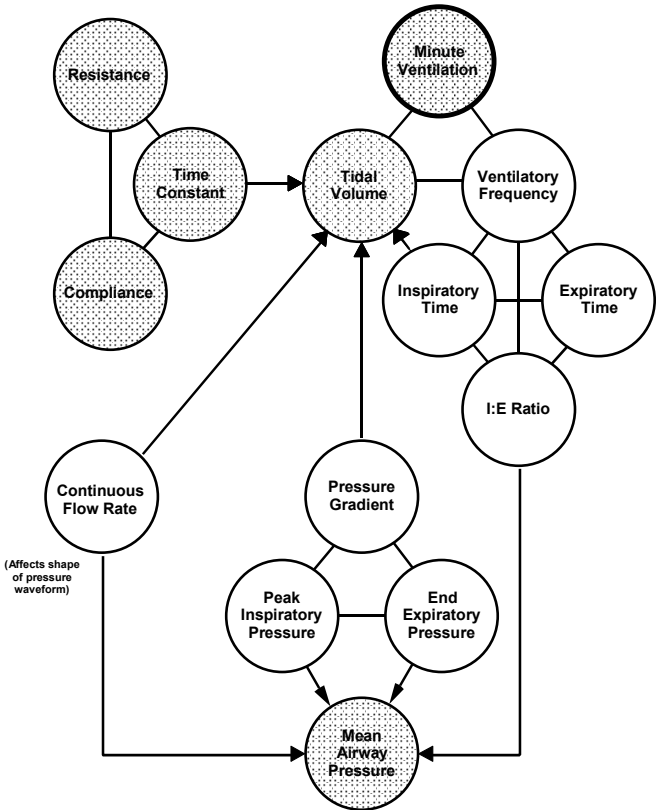 Minute
Ventilation
Resistance
Time
Constant
Tidal
Volume
Ventilatory
Frequency
Compliance
Inspiratory
Time
Expiratory
Time
I:E Ratio
Continuous
Flow Rate
Pressure
Gradient
(Affects shape
of pressure
waveform)
Peak
Inspiratory
Pressure
End
Expiratory
Pressure
Mean
Airway
Pressure